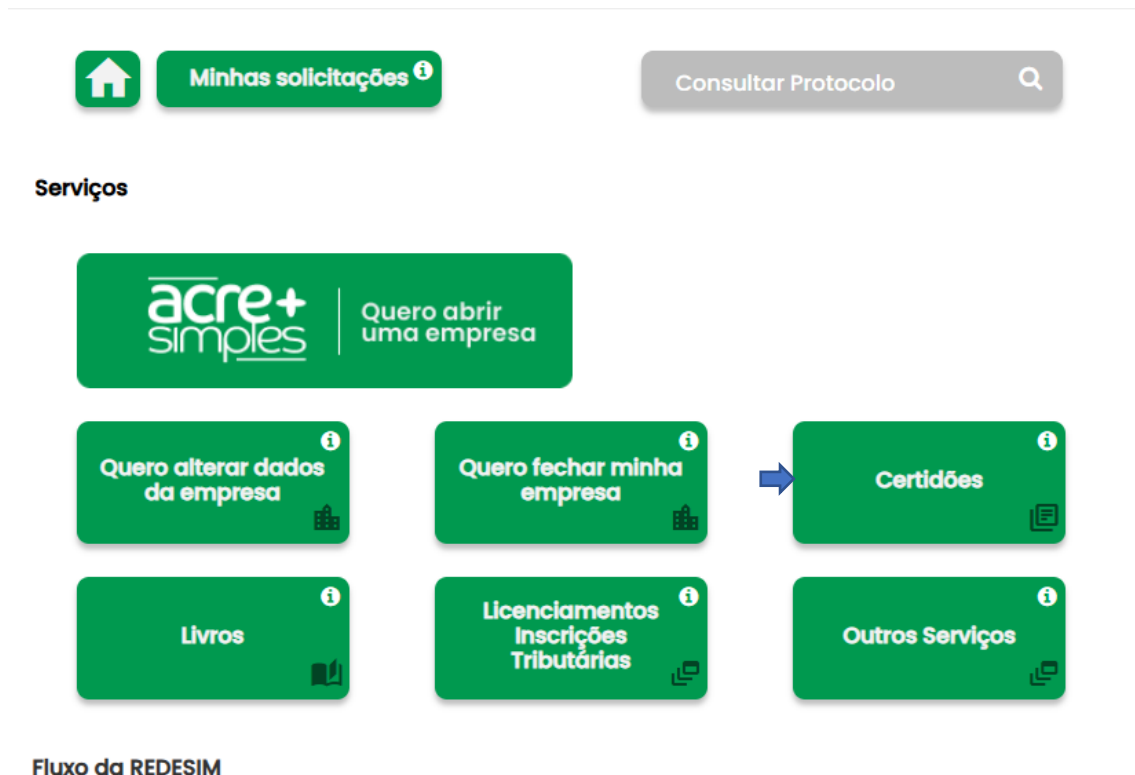 Minhas solicitações
Consultar Protocolo
Serviços
acre+
simples
Quero abrir
uma empresa
Quero alterar dados
da empresa
Quero fechar minha
empresa
Certidões
Livros
Licenciamentos
Inscrições
Tributárias
Outros Serviços
Fluxo da REDESIM